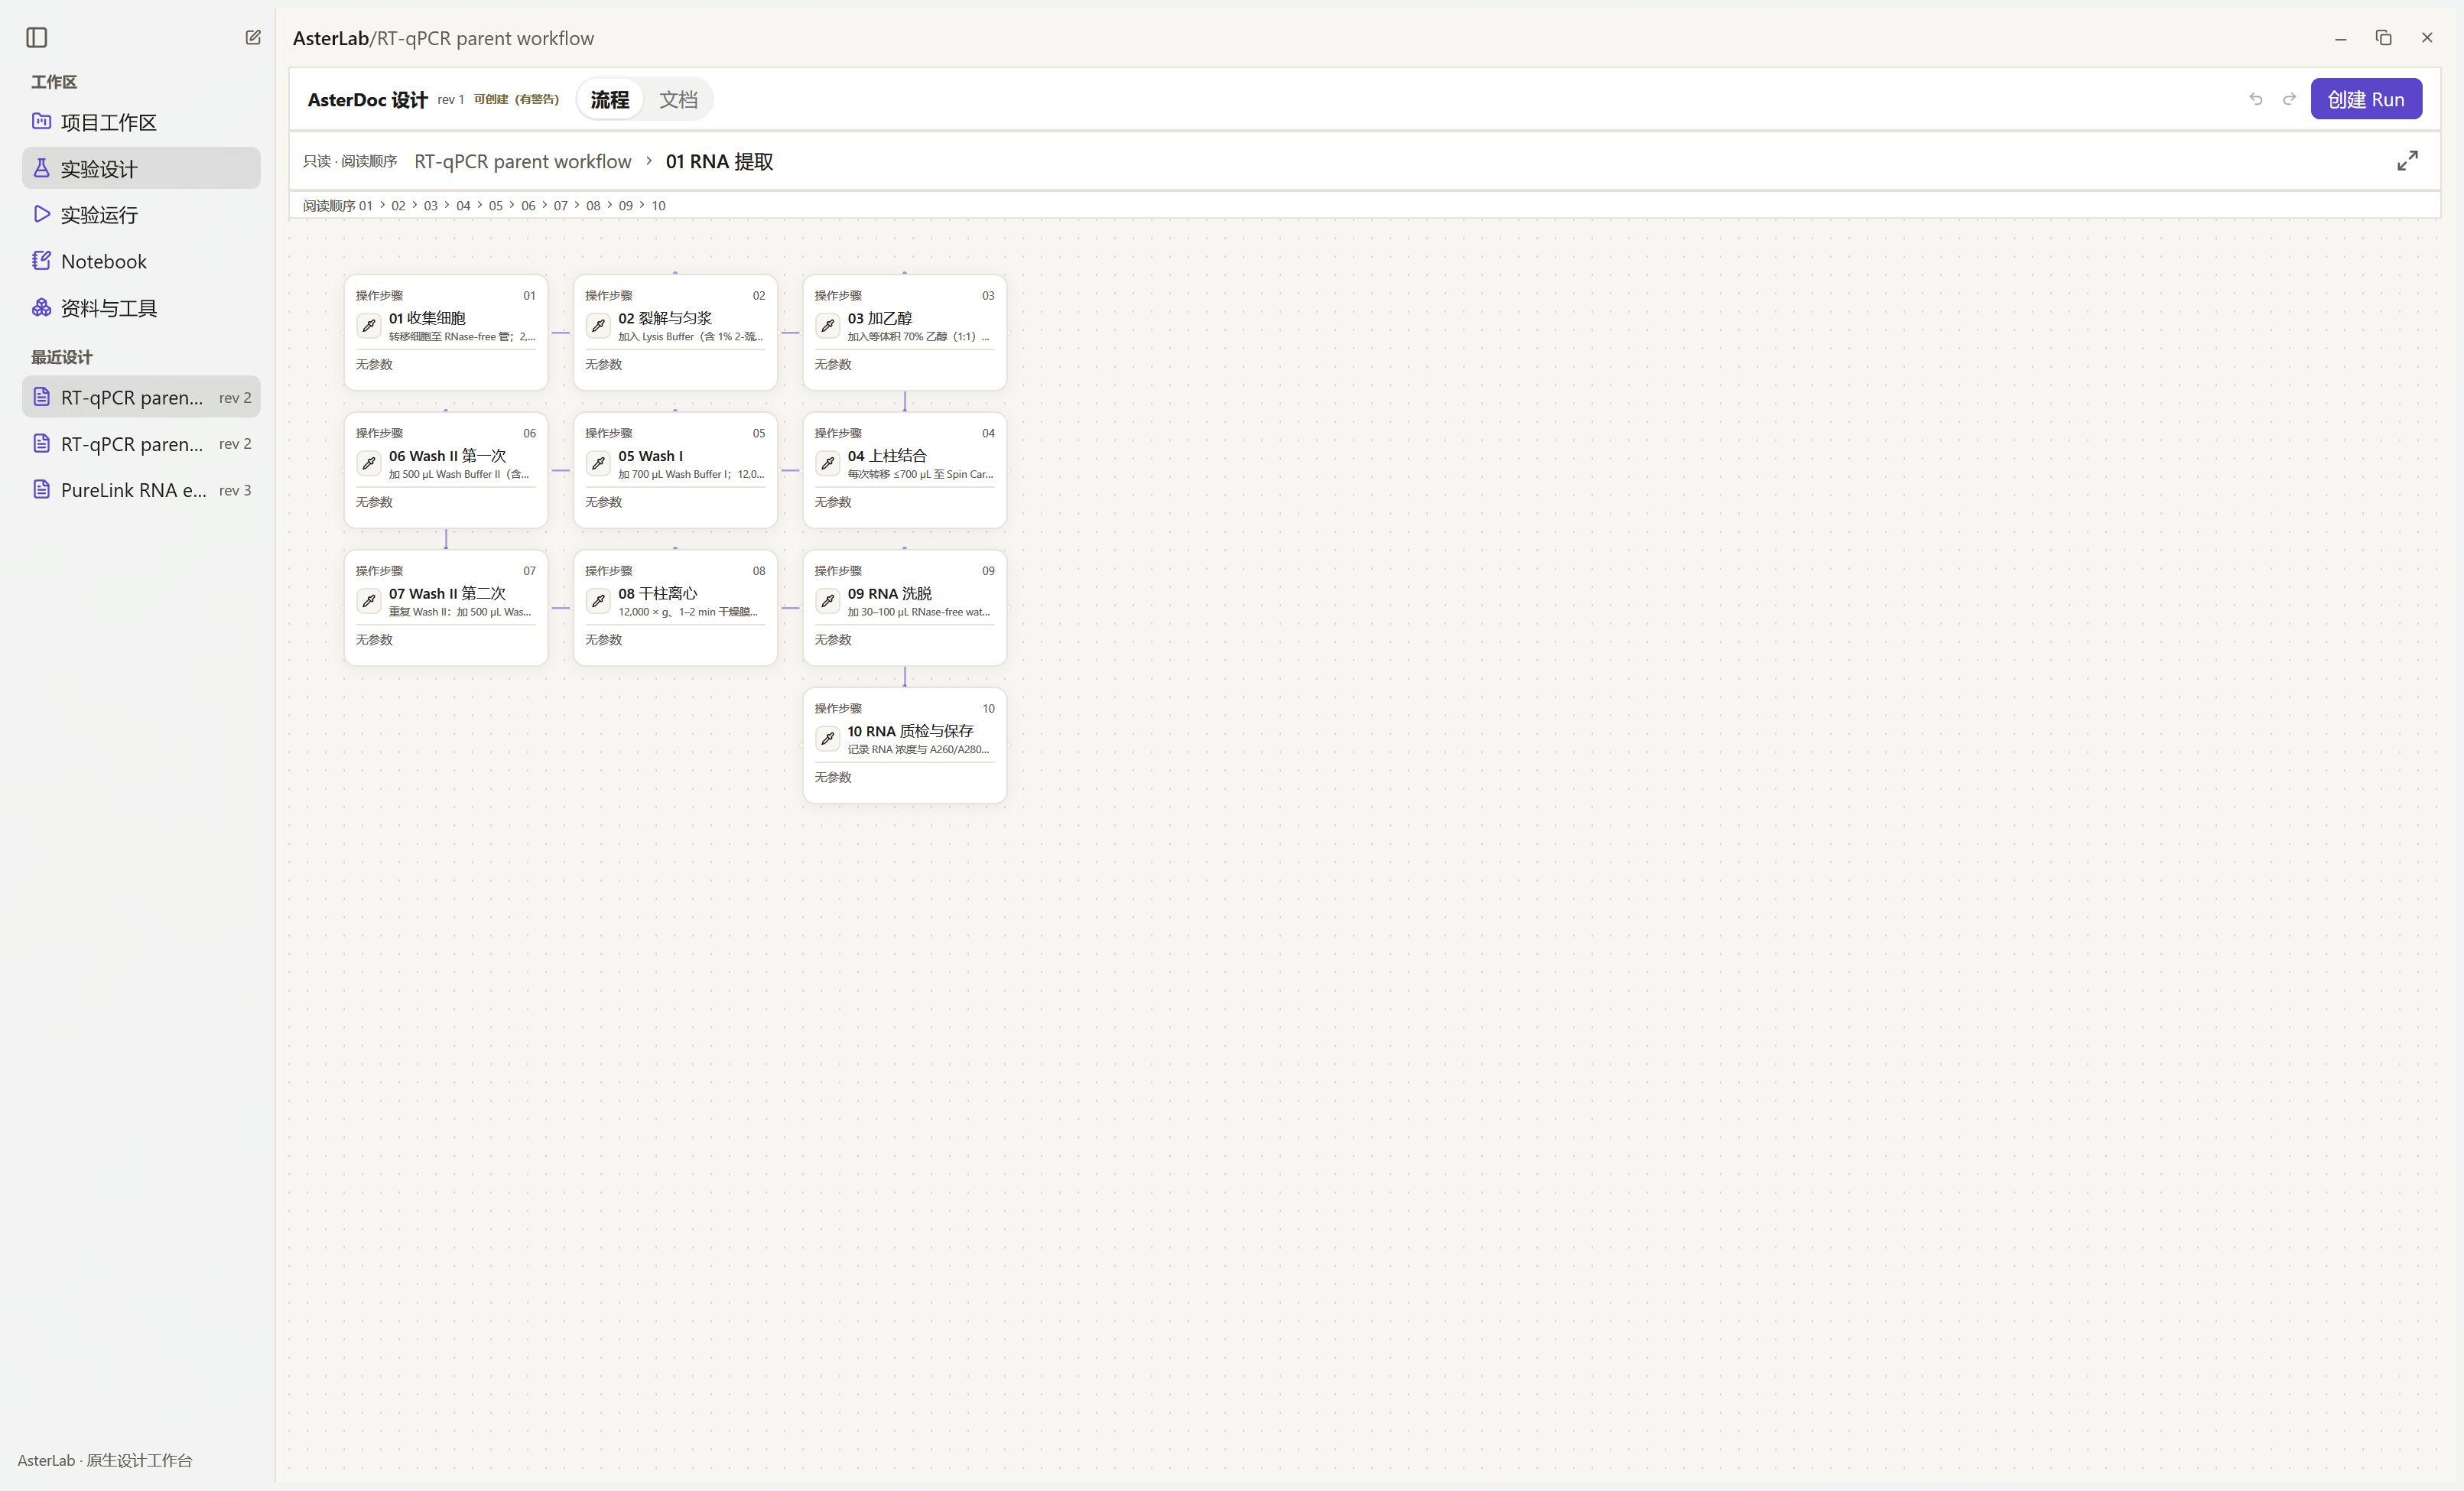 AsterLab/RT-qPCR parent workflow
工作区
项目工作区
实验设计
实验运行
Notebook
资料与工具
最近设计
RT-qPCR paren... rev 2
RT-qPCR paren... rev 2
PureLink RNA e... rev 3
AsterLab · 原生设计工作台
AsterDoc 设计 rev 1 可创建 (有警告) 流程 文档
创建 Run
只读 · 阅读顺序 RT-qPCR parent workflow › 01 RNA 提取
阅读顺序 01 › 02 › 03 › 04 › 05 › 06 › 07 › 08 › 09 › 10
操作步骤 01
01 收集细胞
转移细胞至 RNase-free 管；2,...
无参数
操作步骤 02
02 裂解与匀浆
加入 Lysis Buffer（含 1% 2-巯...
无参数
操作步骤 03
03 加乙醇
加入等体积 70% 乙醇（1:1）...
无参数
操作步骤 06
06 Wash II 第一次
加 500 µL Wash Buffer II（含...
无参数
操作步骤 05
05 Wash I
加 700 µL Wash Buffer I；12,0...
无参数
操作步骤 04
04 上柱结合
每次转移 ≤700 µL 至 Spin Car...
无参数
操作步骤 07
07 Wash II 第二次
重复 Wash II：加 500 µL Was...
无参数
操作步骤 08
08 干柱离心
12,000 × g、1–2 min 干燥膜...
无参数
操作步骤 09
09 RNA 洗脱
加 30–100 µL RNase-free wat...
无参数
操作步骤 10
10 RNA 质检与保存
记录 RNA 浓度与 A260/A280...
无参数